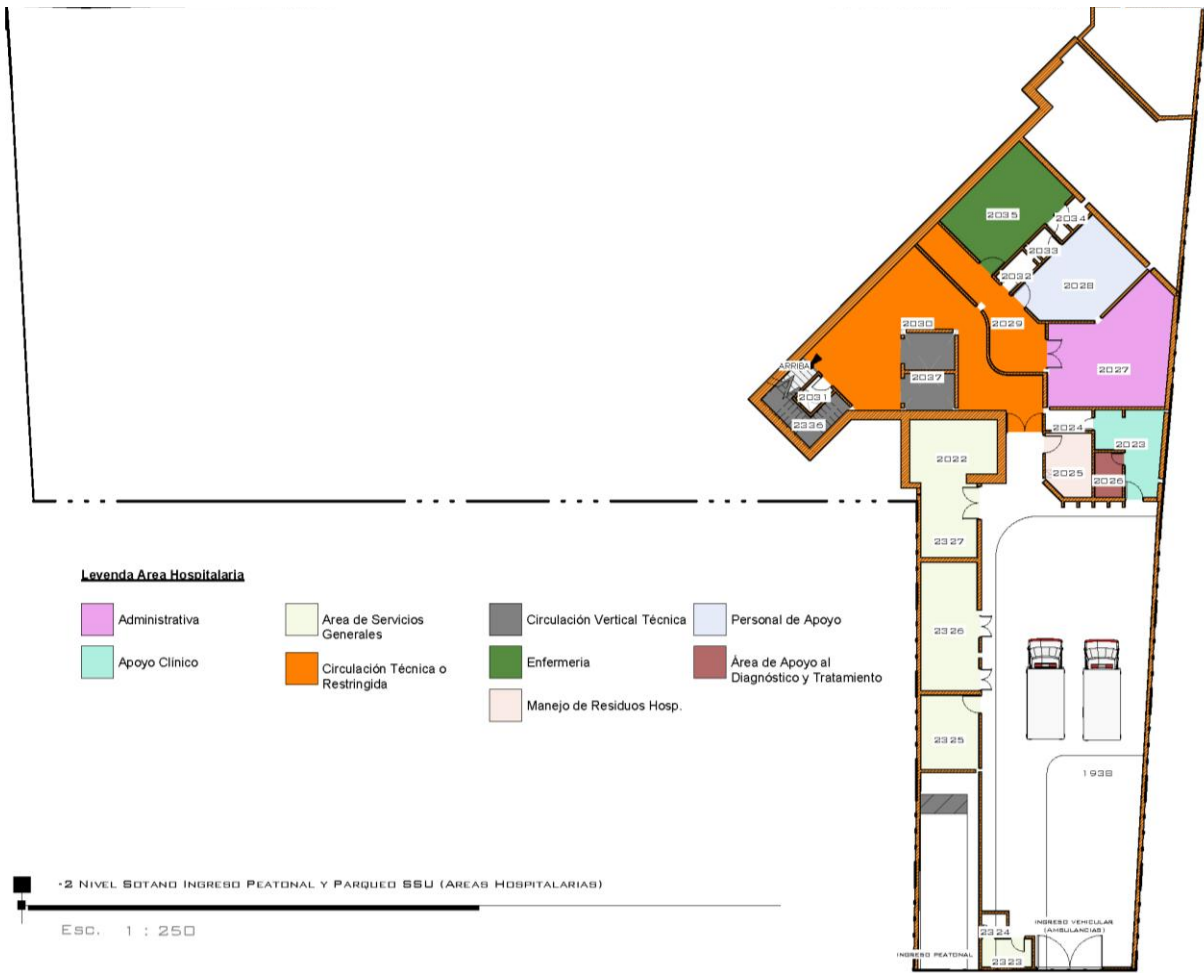 2035
2034
2033
2032
2028
2030
2029
2027
ARRIBA
2037
2031
2336
2024
2023
2022
2025
2026
2327
2326
2325
1938
Levenda Area Hospitalaria
Administrativa
Apoyo Clínico
Area de Servicios
Generales
Circulación Técnica o
Restringida
Circulación Vertical Técnica
Enfermeria
Manejo de Residuos Hosp.
Personal de Apoyo
Área de Apoyo al
Diagnóstico y Tratamiento
-2 NIVEL SOTANO INGRESO PEATONAL Y PARQUEO SSU (AREAS HOSPITALARIAS)
ESC. 1 : 250
INGRESO VEHICULAR
(AMBULANCIAS)
2324
INGRESO PEATONAL
2323